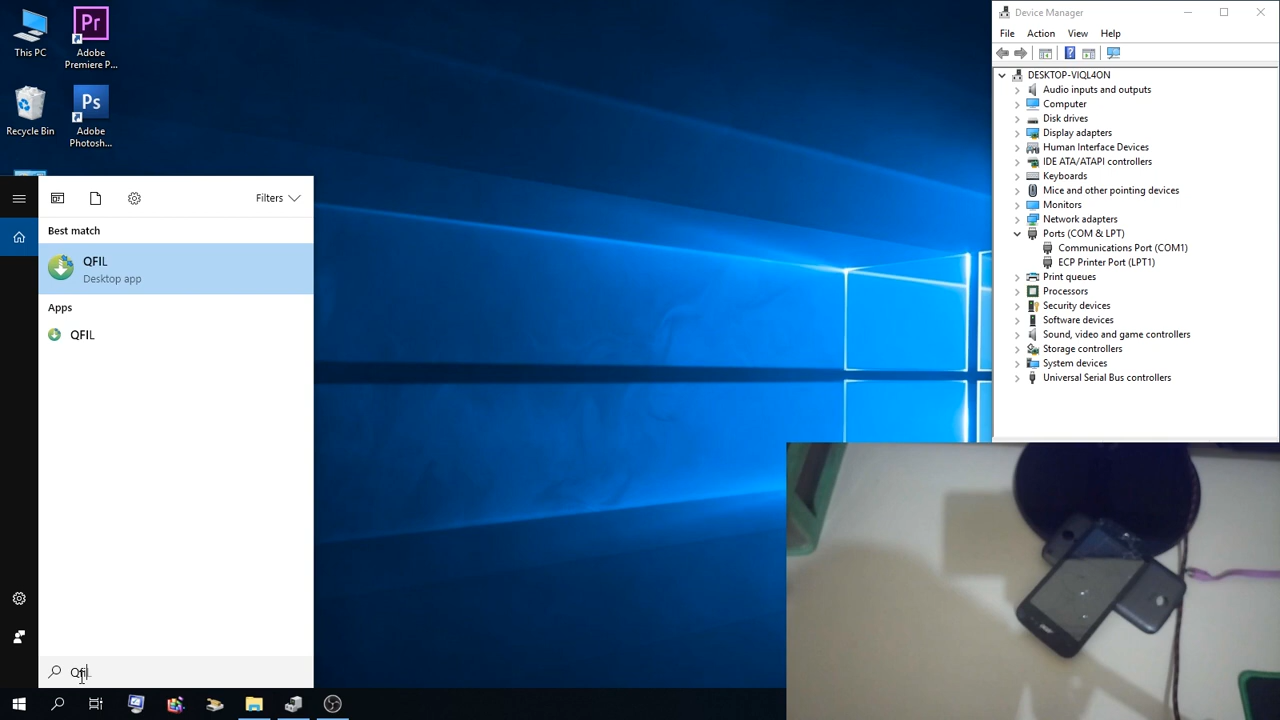 This PC
Pr
Adobe
Premiere P...
Recycle Bin
Ps
Adobe
Photosh...
Filters
Best match
QFIL
Desktop app
Apps
QFIL
Qfil
Device Manager
File Action View Help
DESKTOP-VIQL4ON
Audio inputs and outputs
Computer
Disk drives
Display adapters
Human Interface Devices
IDE ATA/ATAPI controllers
Keyboards
Mice and other pointing devices
Monitors
Network adapters
Ports (COM & LPT)
Communications Port (COM1)
ECP Printer Port (LPT1)
Print queues
Processors
Security devices
Software devices
Sound, video and game controllers
Storage controllers
System devices
Universal Serial Bus controllers